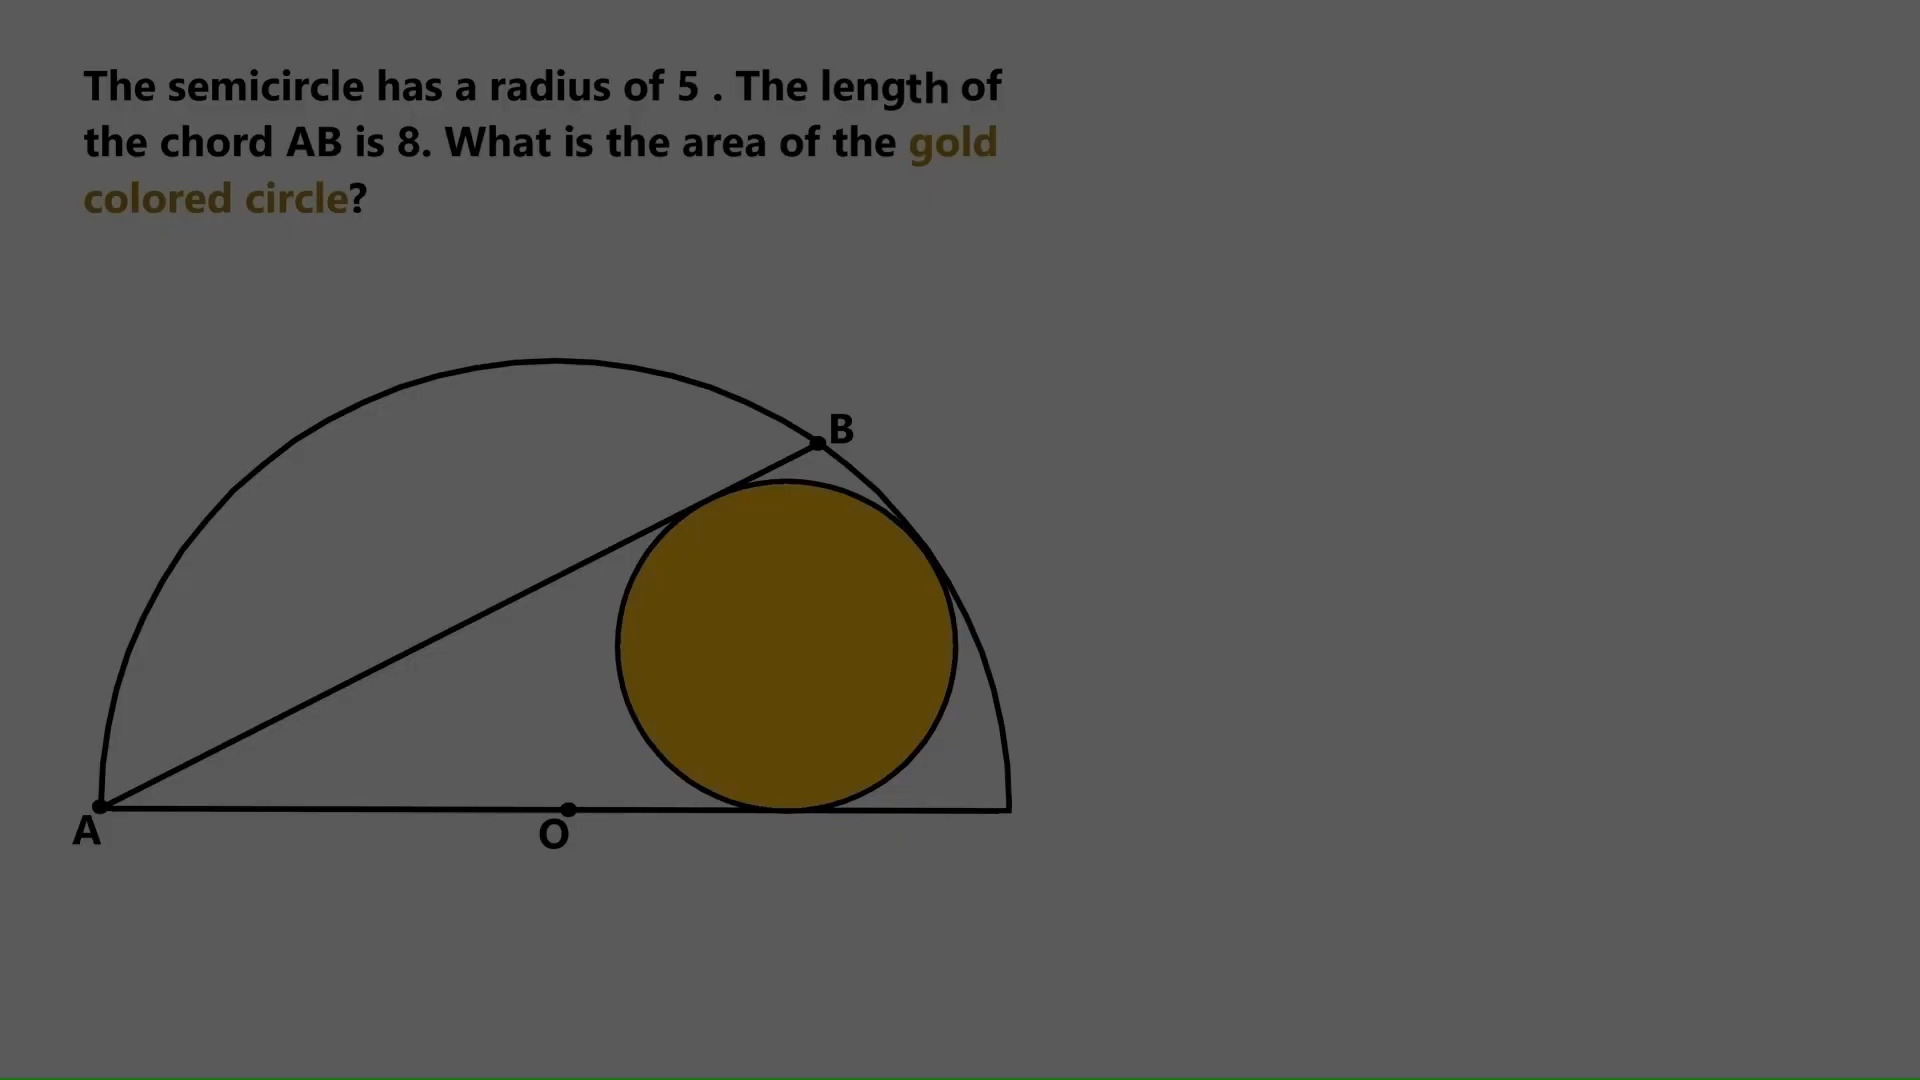 The semicircle has a radius of 5 . The length of
the chord AB is 8. What is the area of the gold
colored circle?
B
A
O